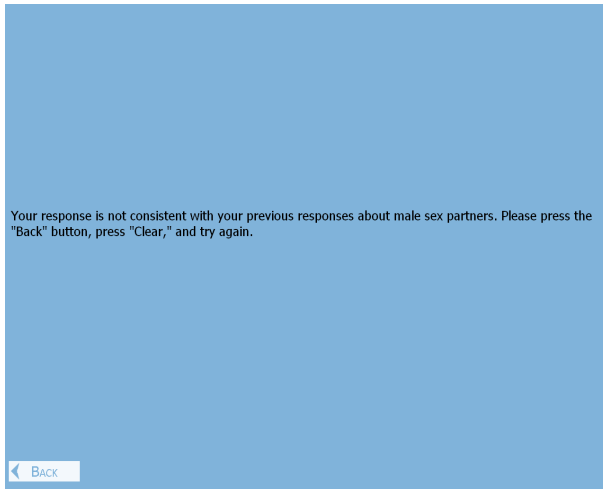 Your response is not consistent with your previous responses about male sex partners. Please press the
"Back" button, press "Clear," and try again.
BACK